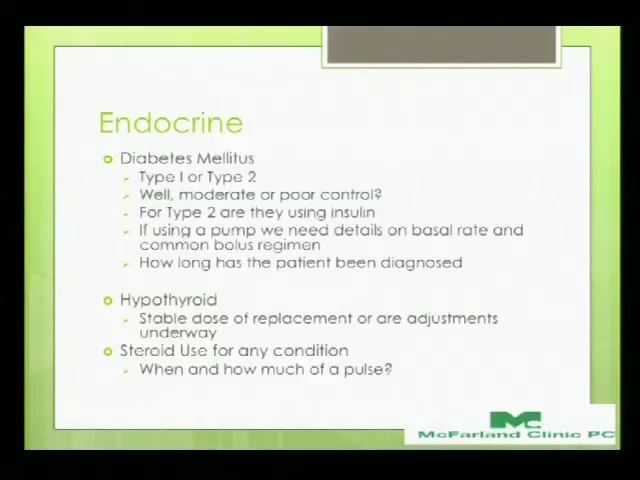 Endocrine
Diabetes Mellitus
Type I or Type 2
Well, moderate or poor control?
For Type 2 are they using insulin
If using a pump we need details on basal rate and
common bolus regimen
How long has the patient been diagnosed
Hypothyroid
Stable dose of replacement or are adjustments
underway
Steroid Use for any condition
When and how much of a pulse?
Mc
McFarland Clinic PC